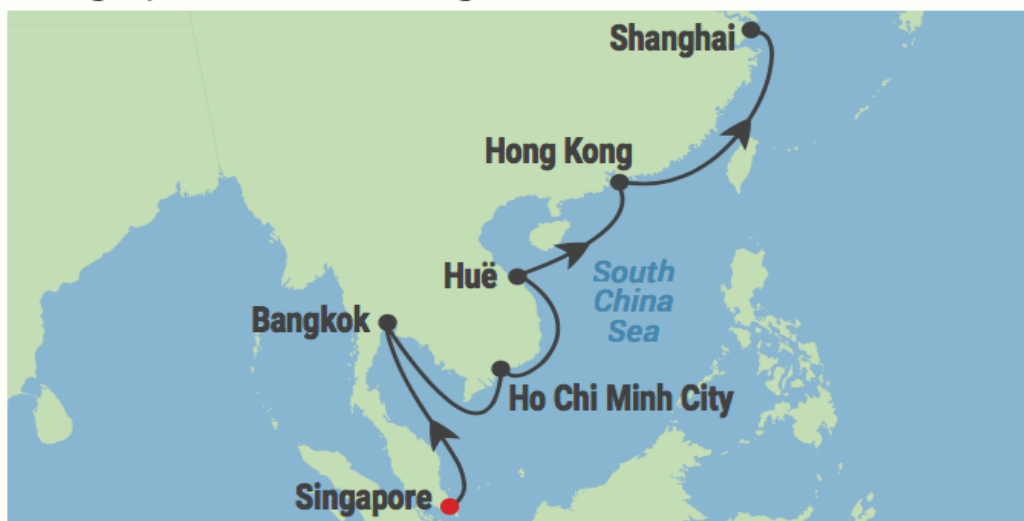 Shanghai
Hong Kong
Huë
South
China
Sea
Bangkok
Ho Chi Minh City
Singapore